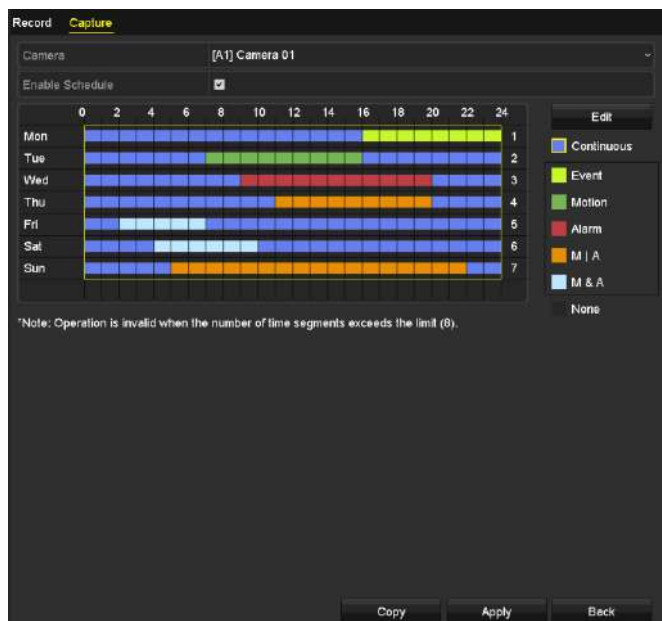 Record Capture
Camera [A1] Camera 01
Enable Schedule
0 2 4 6 8 10 12 14 16 18 20 22 24
Edit
Mon 1
Continuous
Tue 2
Event
Wed 3
Motion
Thu 4
Alarm
Fri 5
M | A
Sat 6
M & A
Sun 7
None
*Note: Operation is invalid when the number of time segments exceeds the limit (8).
Copy Apply Back